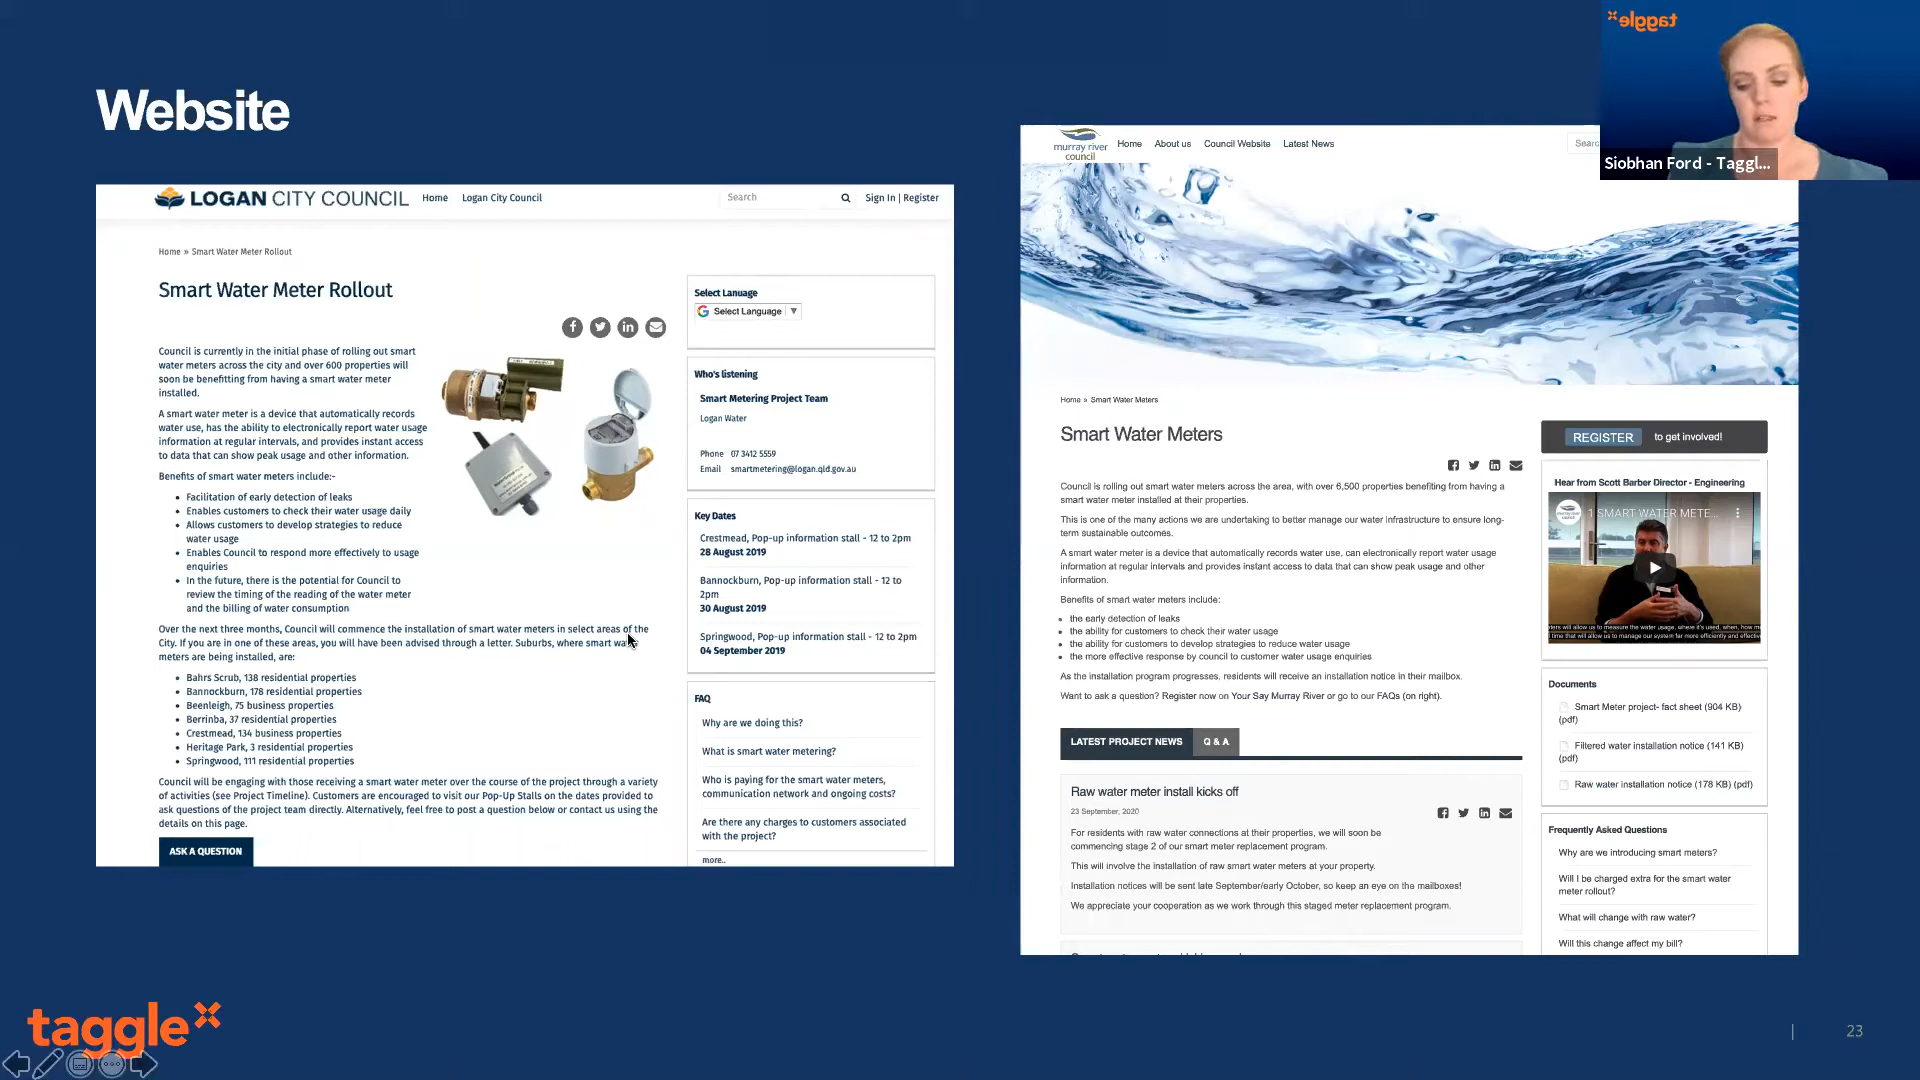 Website
LOGAN CITY COUNCIL
Home
Logan City Council
Search
Sign In | Register
Home » Smart Water Meter Rollout
Smart Water Meter Rollout
Council is currently in the initial phase of rolling out smart
water meters across the city and over 600 properties will
soon be benefitting from having a smart water meter
installed.
A smart water meter is a device that automatically records
water use, has the ability to electronically report water usage
information at regular intervals, and provides instant access
to data that can show peak usage and other information.
Benefits of smart water meters include:-
• Facilitation of early detection of leaks
• Enables customers to check their water usage daily
• Allows customers to develop strategies to reduce
water usage
• Enables Council to respond more effectively to usage
enquiries
• In the future, there is the potential for Council to
review the timing of the reading of the water meter
and the billing of water consumption
Over the next three months, Council will commence the installation of smart water meters in select areas of the
City. If you are in one of these areas, you will have been advised through a letter. Suburbs, where smart
meters are being installed, are:
• Bahrs Scrub, 138 residential properties
• Bannockburn, 178 residential properties
• Beenleigh, 75 business properties
• Berrinba, 37 residential properties
• Crestmead, 134 business properties
• Heritage Park, 3 residential properties
• Springwood, 111 residential properties
Council will be engaging with those receiving a smart water meter over the course of the project through a variety
of activities (see Project Timeline). Customers are encouraged to visit our Pop-Up Stalls on the dates provided to
ask questions of the project team directly. Alternatively, feel free to post a question below or contact us using the
details on this page.
ASK A QUESTION
Select Lanuage
Select Language
Who's listening
Smart Metering Project Team
Logan Water
Phone 07 3412 5559
Email smartmetering@logan.qld.gov.au
Key Dates
Crestmead, Pop-up information stall - 12 to 2pm
28 August 2019
Bannockburn, Pop-up information stall - 12 to
2pm
30 August 2019
Springwood, Pop-up information stall - 12 to 2pm
04 September 2019
FAQ
Why are we doing this?
What is smart water metering?
Who is paying for the smart water meters,
communication network and ongoing costs?
Are there any charges to customers associated
with the project?
more..
murray river
council
Home
About us
Council Website
Latest News
Searc
Home » Smart Water Meters
Smart Water Meters
Council is rolling out smart water meters across the area, with over 6,500 properties benefiting from having a
smart water meter installed at their properties.
This is one of the many actions we are undertaking to better manage our water infrastructure to ensure long-
term sustainable outcomes.
A smart water meter is a device that automatically records water use, can electronically report water usage
information at regular intervals and provides instant access to data that can show peak usage and other
information.
Benefits of smart water meters include:
• the early detection of leaks
• the ability for customers to check their water usage
• the ability for customers to develop strategies to reduce water usage
• the more effective response by council to customer water usage enquiries
As the installation program progresses, residents will receive an installation notice in their mailbox.
Want to ask a question? Register now on Your Say Murray River or go to our FAQs (on right).
LATEST PROJECT NEWS
Q & A
Raw water meter install kicks off
23 September, 2020
For residents with raw water connections at their properties, we will soon be
commencing stage 2 of our smart meter replacement program.
This will involve the installation of raw smart water meters at your property.
Installation notices will be sent late September/early October, so keep an eye on the mailboxes!
We appreciate your cooperation as we work through this staged meter replacement program.
REGISTER to get involved!
Hear from Scott Barber Director - Engineering
1 SMART WATER METE...
Documents
Smart Meter project- fact sheet (904 KB)
(pdf)
Filtered water installation notice (141 KB)
(pdf)
Raw water installation notice (178 KB) (pdf)
Frequently Asked Questions
Why are we introducing smart meters?
Will I be charged extra for the smart water
meter rollout?
What will change with raw water?
Will this change affect my bill?
taggle
Siobhan Ford - Taggl...
taggle
23